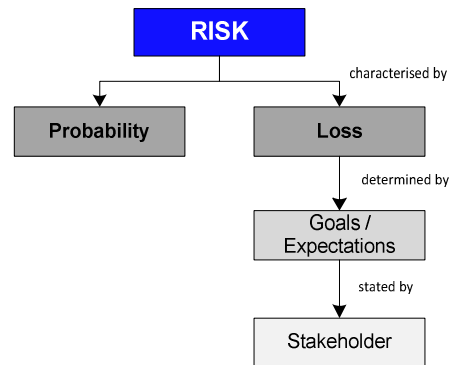 RISK
characterised by
Probability
Loss
determined by
Goals /
Expectations
stated by
Stakeholder